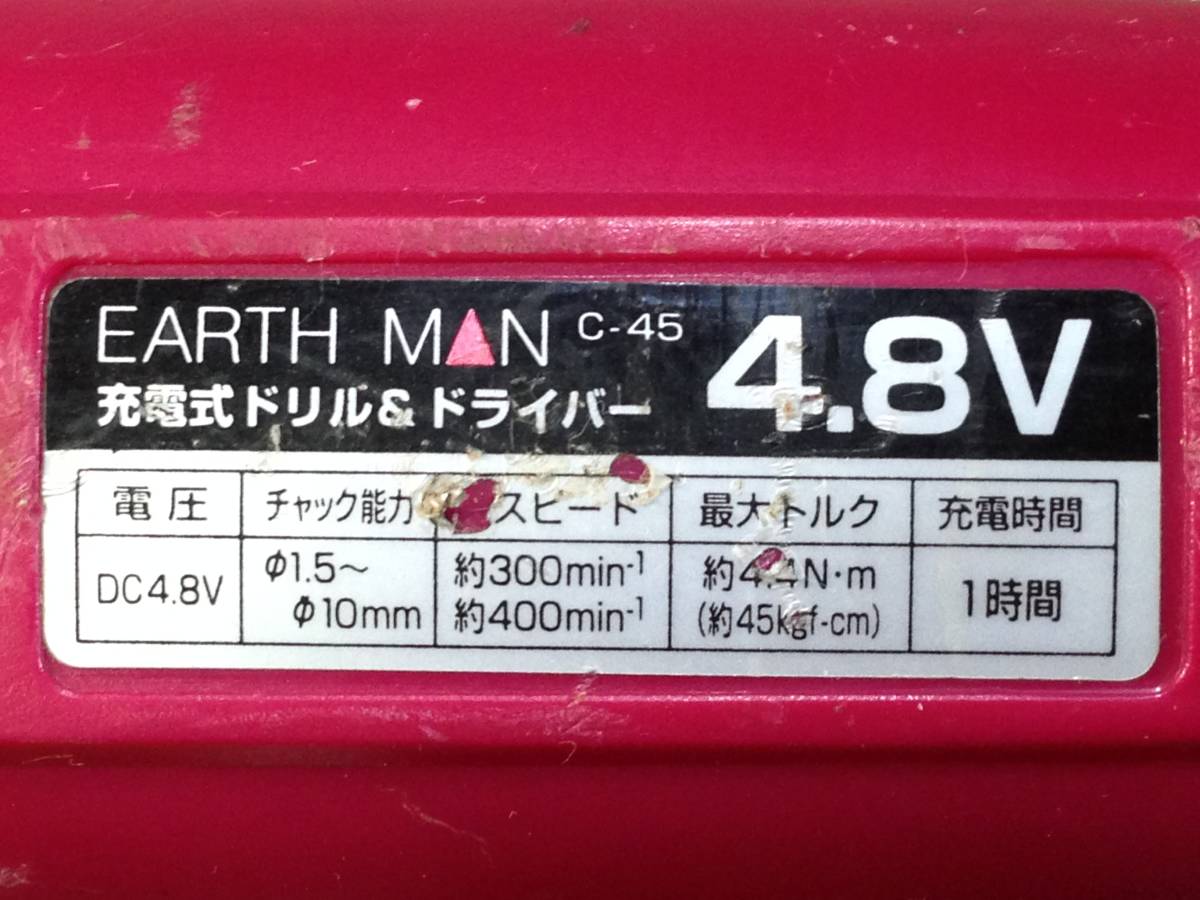 EARTH MAN C-45 4.8V
充電式ドリル&ドライバー
電圧 チャック能力 スピード 最大トルク 充電時間
DC4.8V Φ1.5~ Φ10mm 約300min-1 約400min-1 約4.4N·m (約45kgf-cm) 1時間